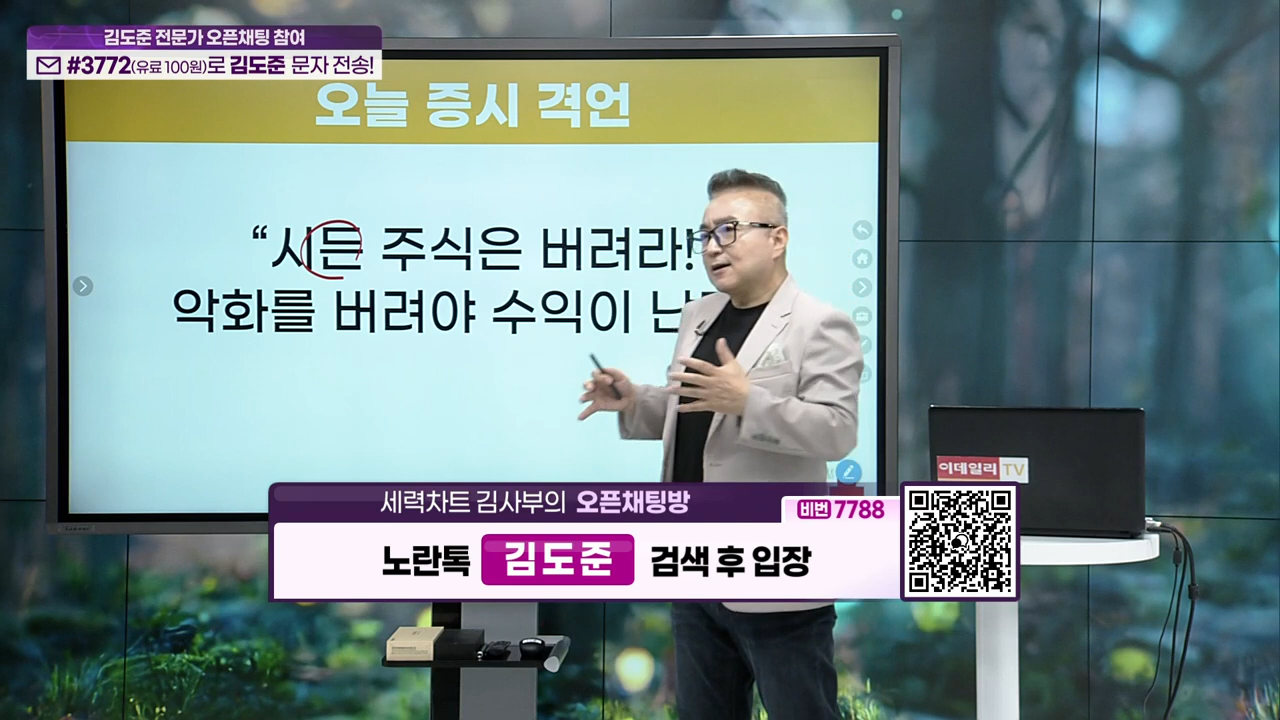 김도준 전문가 오픈채팅 참여
#3772(유료 100원)로 김도준 문자 전송!
오늘 증시 격언
“시든 주식은 버려라!
악화를 버려야 수익이
이데일리 TV
세력차트 김사부의 오픈채팅방
비번 7788
노란톡 김도준 검색 후 입장